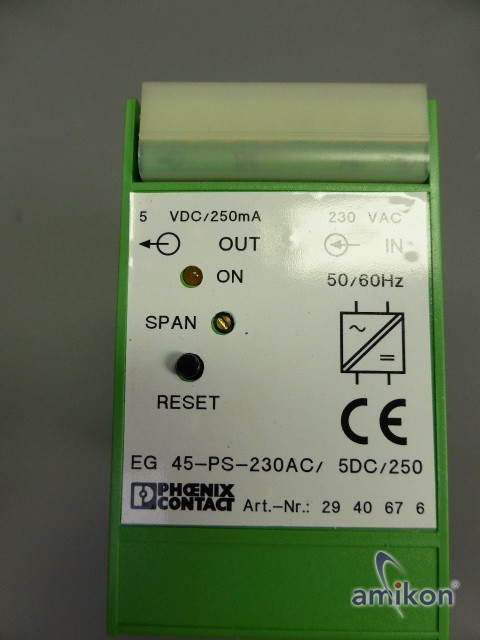 5 VDC/250mA 230 VAC
OUT IN
ON 50/60Hz
SPAN
RESET
CE
EG 45-PS-230AC/ 5DC/250
PHOENIX
CONTACT Art.-Nr.: 29 40 67 6
amikon®